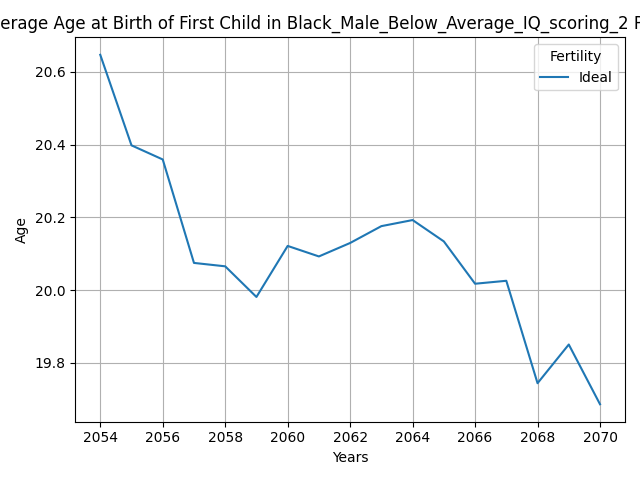 erage Age at Birth of First Child in Black_Male_Below_Average_IQ_scoring_2
Fertility
Ideal
20.6
20.4
20.2
20.0
19.8
Age
2054 2056 2058 2060 2062 2064 2066 2068 2070
Years